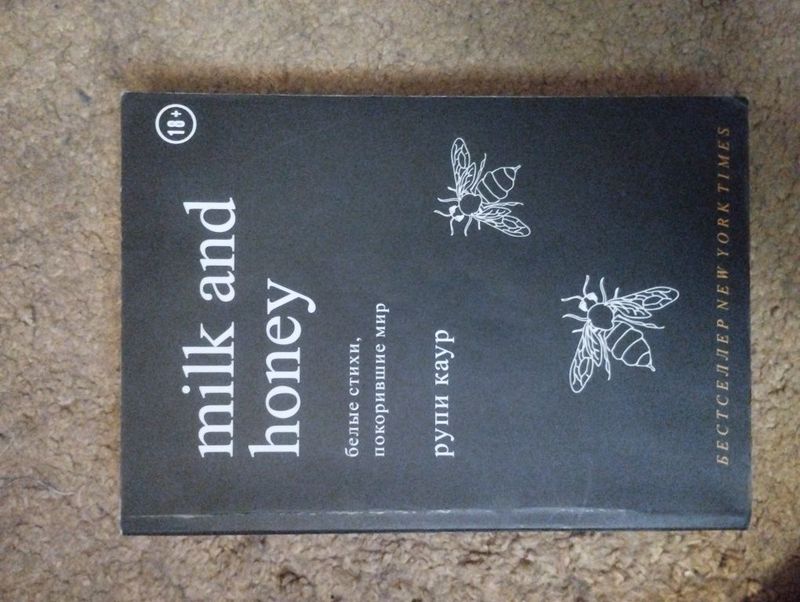 18+
milk and
honey
белые стихи,
покорившие мир
рупи каур
БЕСТСЕЛЛЕР NEW YORK TIMES